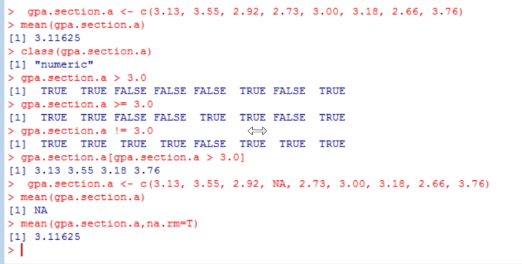 > gpa.section.a <- c(3.13, 3.55, 2.92, 2.73, 3.00, 3.18, 2.66, 3.76)
> mean(gpa.section.a)
[1] 3.11625
> class(gpa.section.a)
[1] "numeric"
> gpa.section.a > 3.0
[1] TRUE TRUE FALSE FALSE FALSE TRUE FALSE TRUE
> gpa.section.a >= 3.0
[1] TRUE TRUE FALSE FALSE TRUE TRUE FALSE TRUE
> gpa.section.a != 3.0
[1] TRUE TRUE TRUE TRUE FALSE TRUE TRUE TRUE
> gpa.section.a[gpa.section.a > 3.0]
[1] 3.13 3.55 3.18 3.76
> gpa.section.a <- c(3.13, 3.55, 2.92, NA, 2.73, 3.00, 3.18, 2.66, 3.76)
> mean(gpa.section.a)
[1] NA
> mean(gpa.section.a,na.rm=T)
[1] 3.11625
>